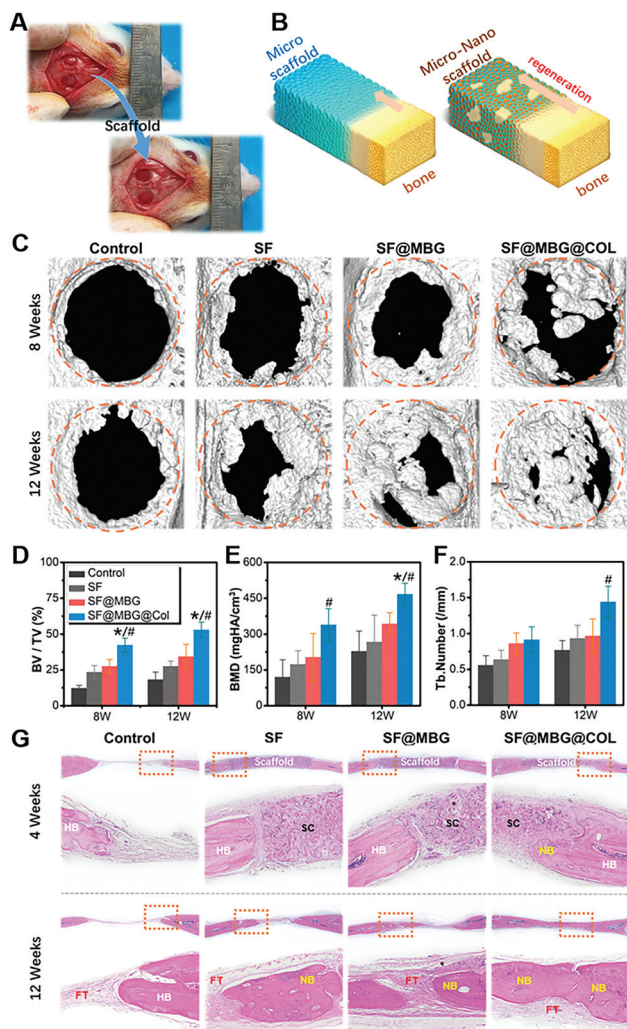 A
Scaffold
B
Micro
scaffold
bone
Micro-Nano
scaffold
regeneration
bone
C
Control SF SF@MBG SF@MBG@COL
8 Weeks
12 Weeks
D
BV / TV (%)
100
75
50
25
0
Control
SF
SF@MBG
SF@MBG@Col
*/# */#
8W 12W
E
BMD (mgHA/cm³)
600
450
300
150
0
# */#
8W 12W
F
Tb.Number (/mm)
2.0
1.5
1.0
0.5
0.0
#
8W 12W
G
Control SF SF@MBG SF@MBG@COL
4 Weeks
Scaffold Scaffold Scaffold
HB SC * SC SC NB HB
12 Weeks
FT HB FT NB FT NB NB NB FT